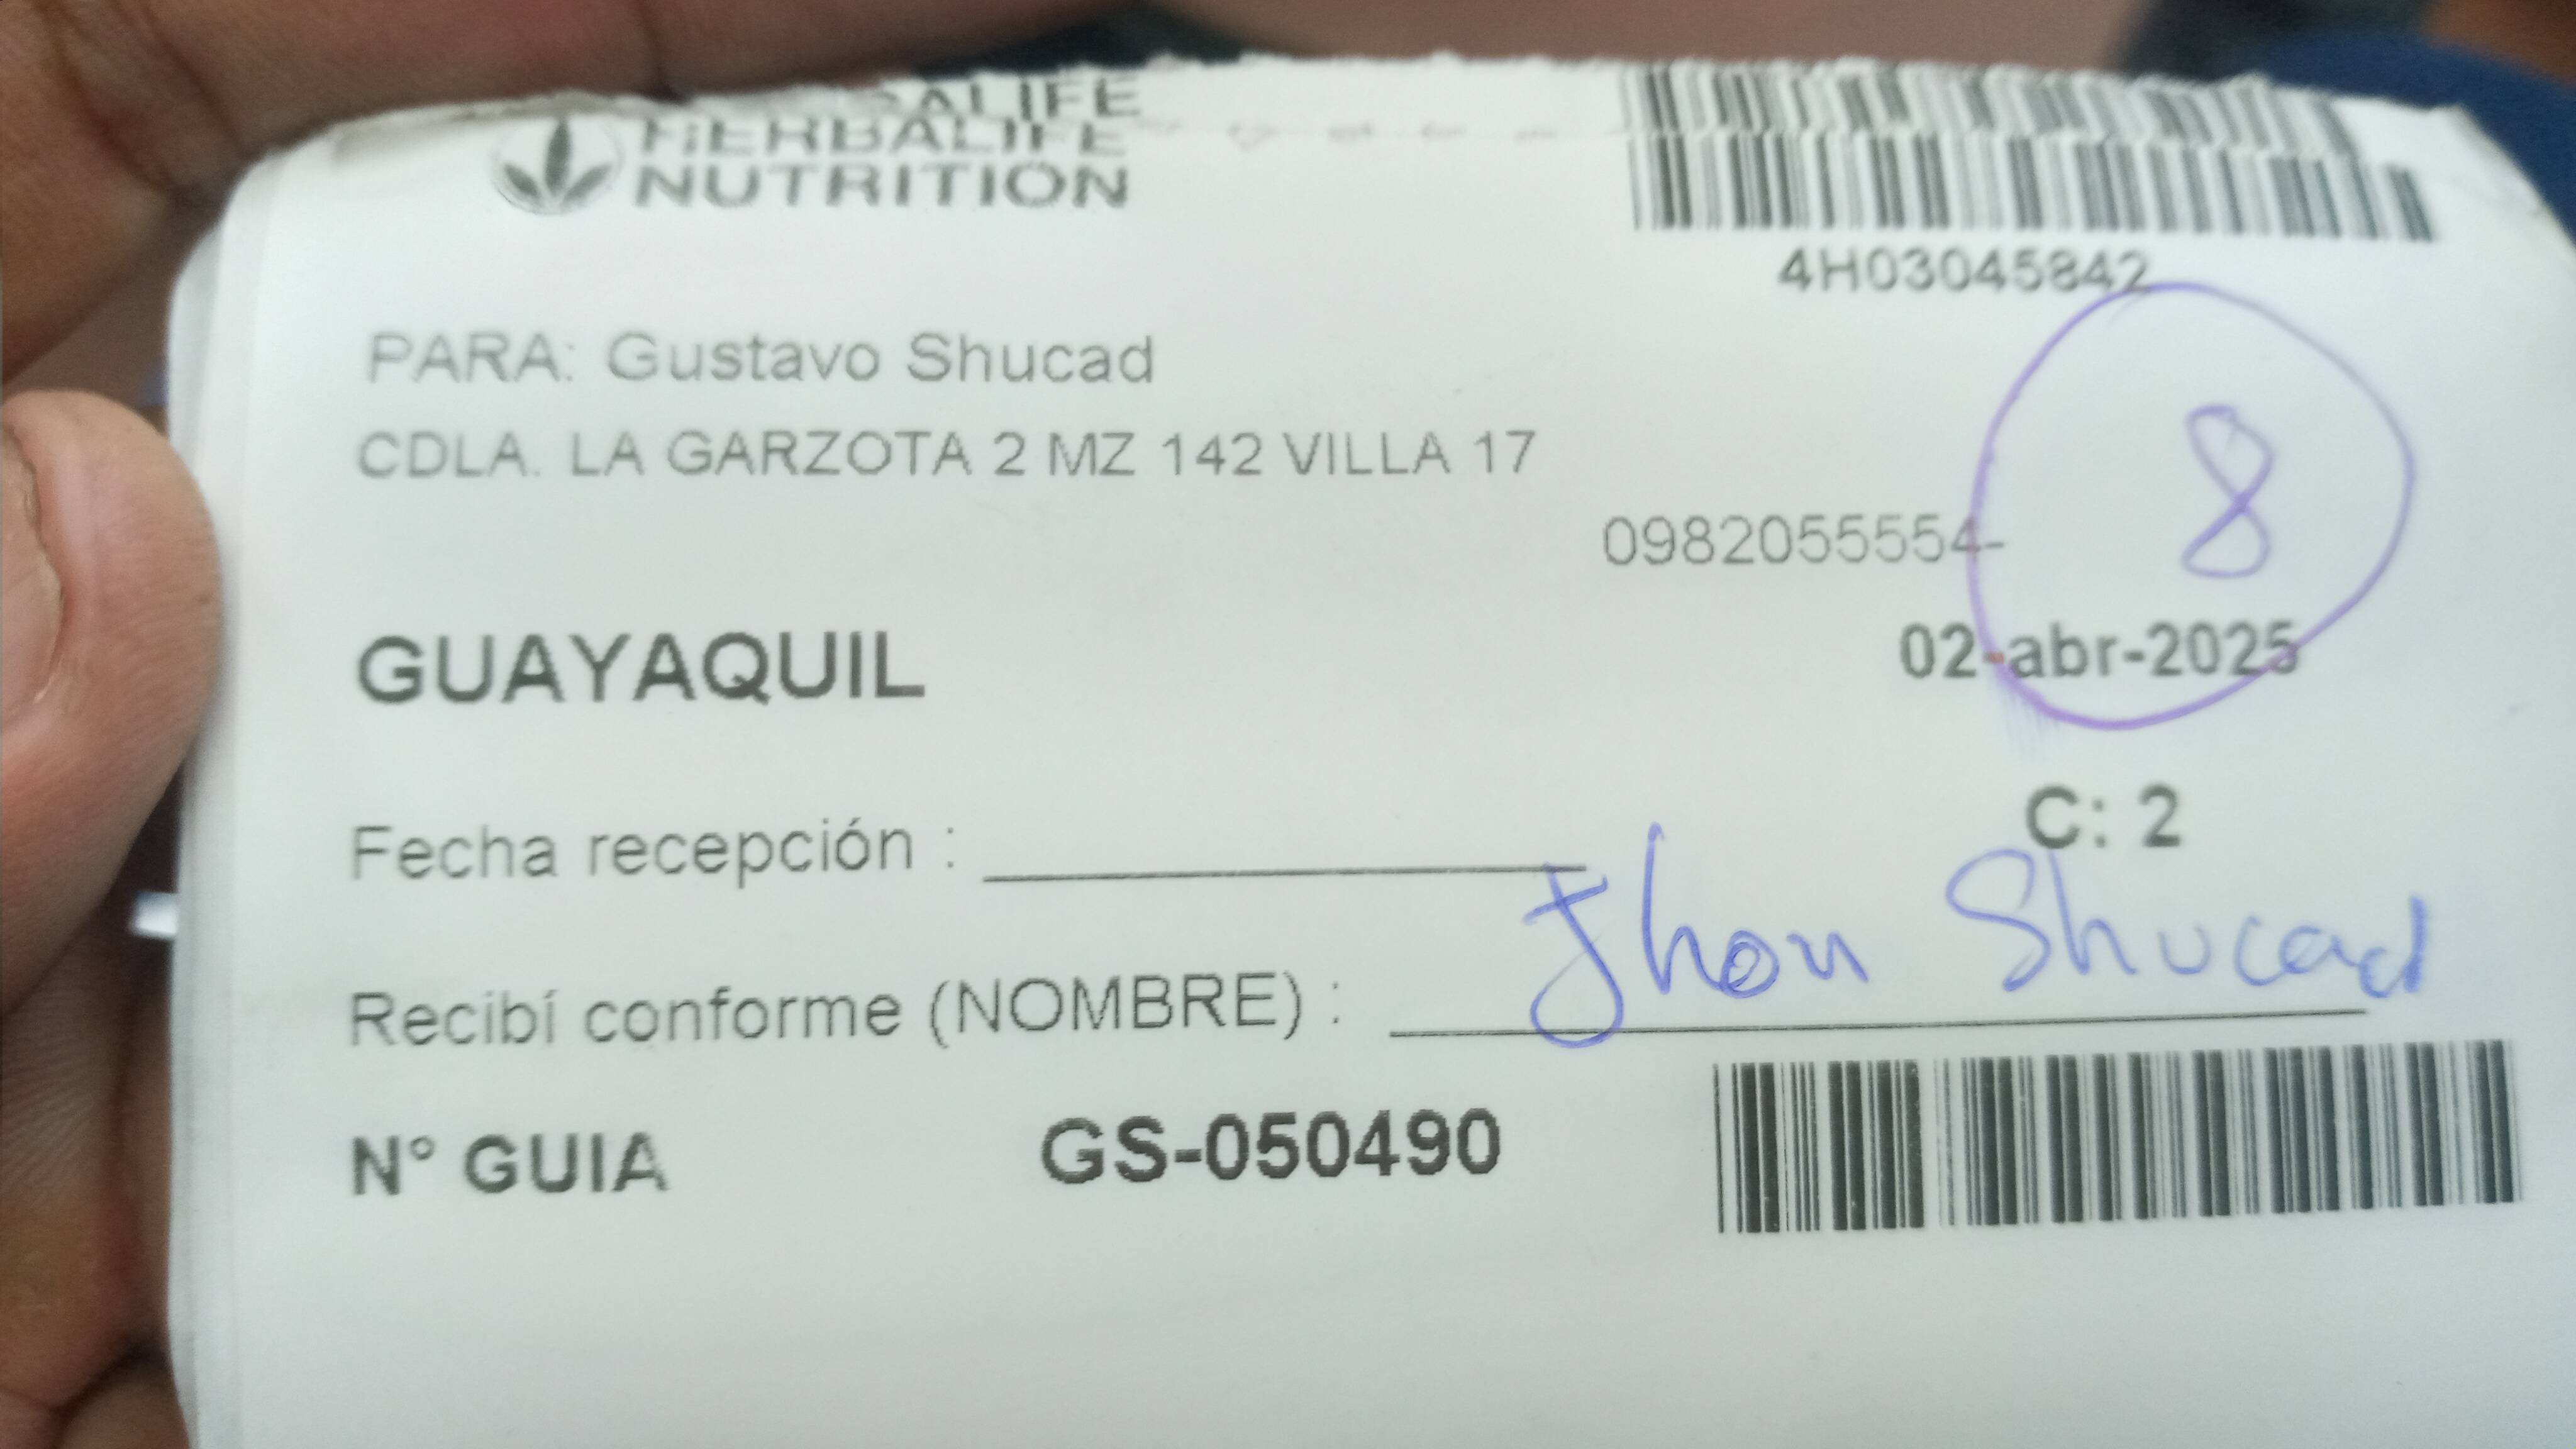 HERBALIFE
HERBALIFE
NUTRITION
4H03045842
PARA: Gustavo Shucad
CDLA. LA GARZOTA 2 MZ 142 VILLA 17
8
0982055554-
GUAYAQUIL
02-abr-2025
C: 2
Fecha recepción :
Recibí conforme (NOMBRE) : Jhon Shucad
N° GUIA GS-050490